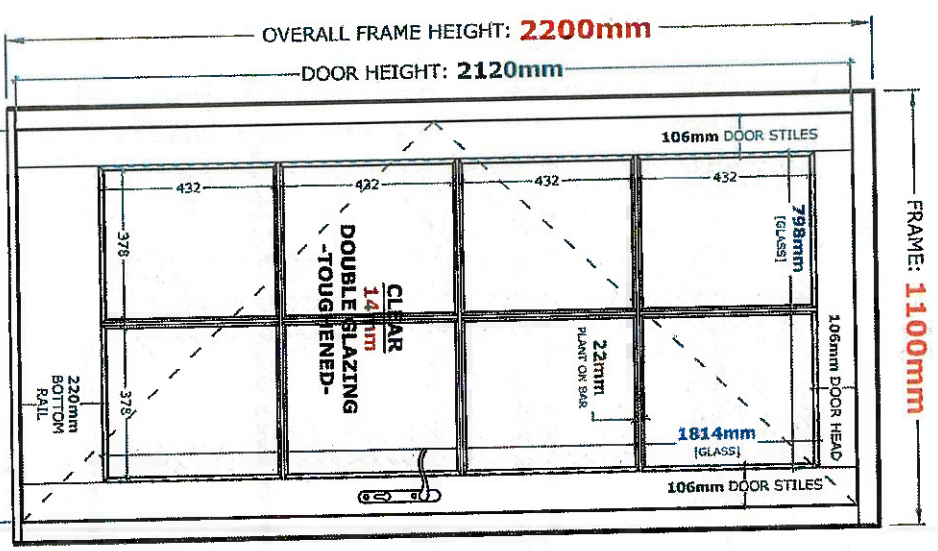 OVERALL FRAME HEIGHT: 2200mm
DOOR HEIGHT: 2120mm
106mm DOOR STILES
432
432
432
432
378
798mm
[GLASS]
FRAME: 1100mm
CLEAR
14mm
DOUBLE GLAZING
-TOUGHENED-
22mm
PLANT ON BAR
106mm DOOR HEAD
220mm
BOTTOM
RAIL
378
1814mm
[GLASS]
106mm DOOR STILES